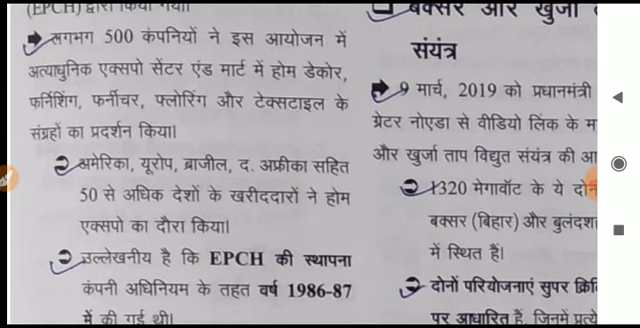 (EPCH) द्वारा किया गया।
लगभग 500 कंपनियों ने इस आयोजन में
अत्याधुनिक एक्सपो सेंटर एंड मार्ट में होम डेकोर,
फर्निशिंग, फर्नीचर, फ्लोरिंग और टेक्सटाइल के
संग्रहों का प्रदर्शन किया।
अमेरिका, यूरोप, ब्राजील, द. अफ्रीका सहित
50 से अधिक देशों के खरीददारों ने होम
एक्सपो का दौरा किया।
उल्लेखनीय है कि EPCH की स्थापना
कंपनी अधिनियम के तहत वर्ष 1986-87
में की गई थी।
बक्सर और खुर्जा
संयंत्र
9 मार्च, 2019 को प्रधानमंत्री
ग्रेटर नोएडा से वीडियो लिंक के म
और खुर्जा ताप विद्युत संयंत्र की आ
1320 मेगावॉट के ये दोन
बक्सर (बिहार) और बुलंदश
में स्थित हैं।
दोनों परियोजनाएं सुपर क्रि
पर आधारित हैं, जिनमें प्रत्ये